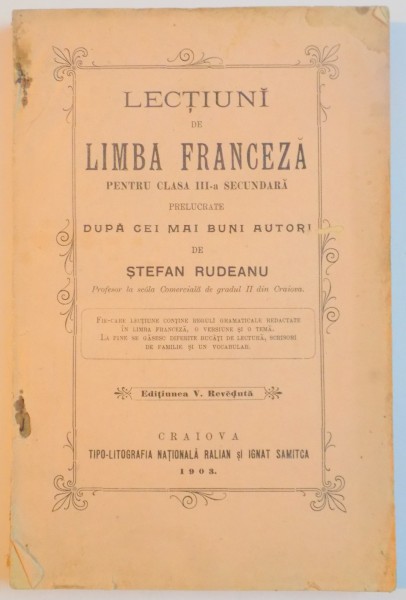 LECȚIUNĬ
DE
LIMBA FRANCEZĂ
PENTRU CLASA III-a SECUNDARĂ
PRELUCRATE
DUPĂ CEI MAI BUNI AUTORI
DE
ȘTEFAN RUDEANU
Profesor la scóla Comercială de gradul II din Craiova.
FIE-CARE LECȚIUNE CONȚINE REGULI GRAMATICALE REDACTATE
ÎN LIMBA FRANCEZĂ, O VERSIUNE ȘI O TEMĂ.
LA FINE SE GĂSESC DIFERITE BUCĂȚI DE LECTURĂ, SCRISORI
DE FAMILIE ȘI UN VOCABULAR.
Edițiunea V. Revĕḑută
CRAIOVA
TIPO-LITOGRAFIA NAȚIONALĂ RALIAN și IGNAT SAMITCA
1903.